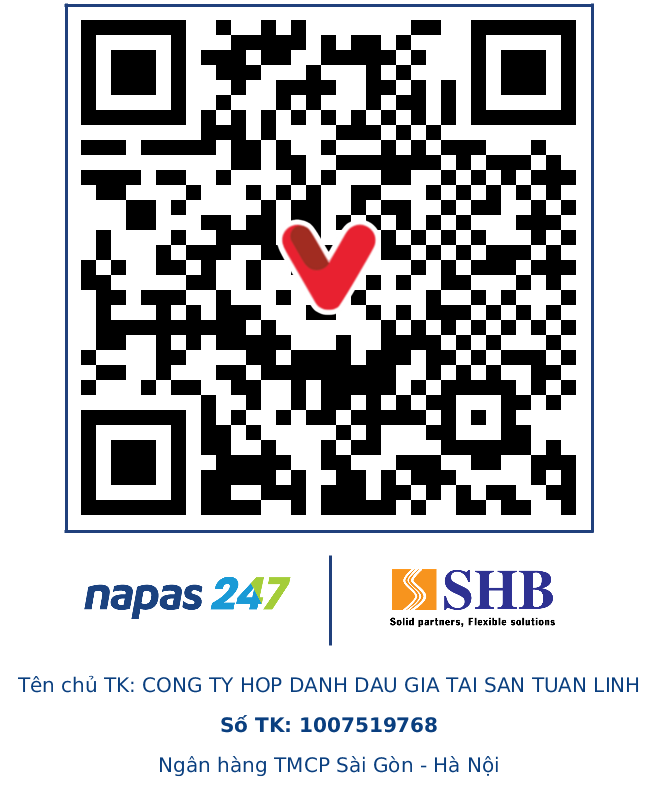 napas 247
SHB
Solid partners, Flexible solutions
Tên chủ TK: CONG TY HOP DANH DAU GIA TAI SAN TUAN LINH
Số TK: 1007519768
Ngân hàng TMCP Sài Gòn - Hà Nội